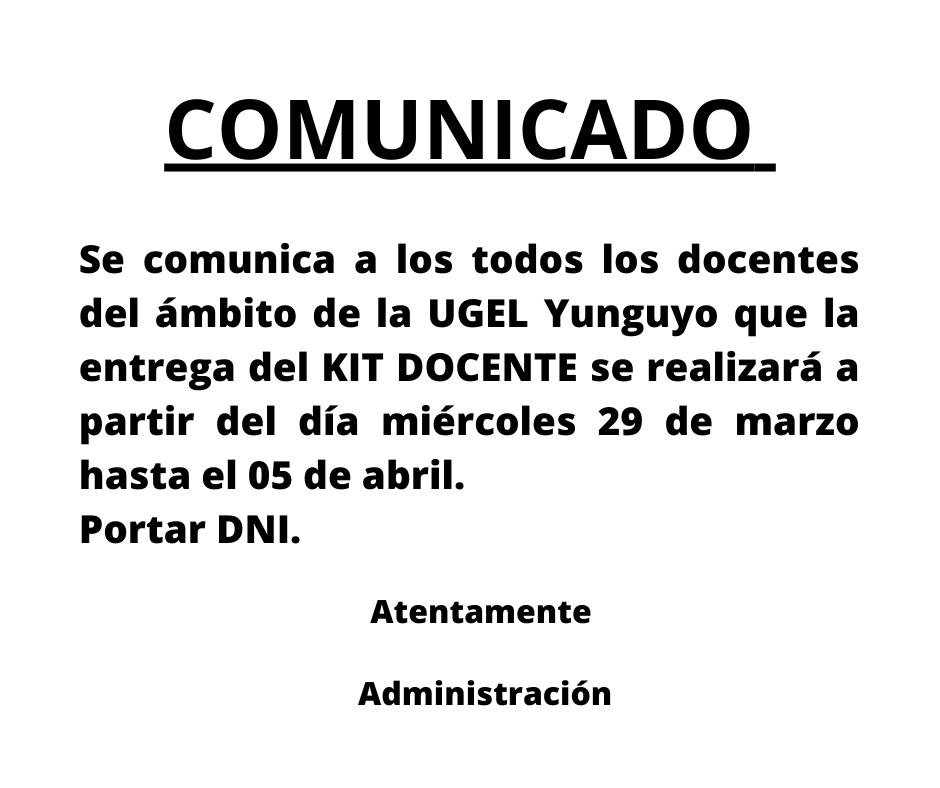 COMUNICADO
Se comunica a los todos los docentes
del ámbito de la UGEL Yunguyo que la
entrega del KIT DOCENTE se realizará a
partir del día miércoles 29 de marzo
hasta el 05 de abril.
Portar DNI.
Atentamente
Administración